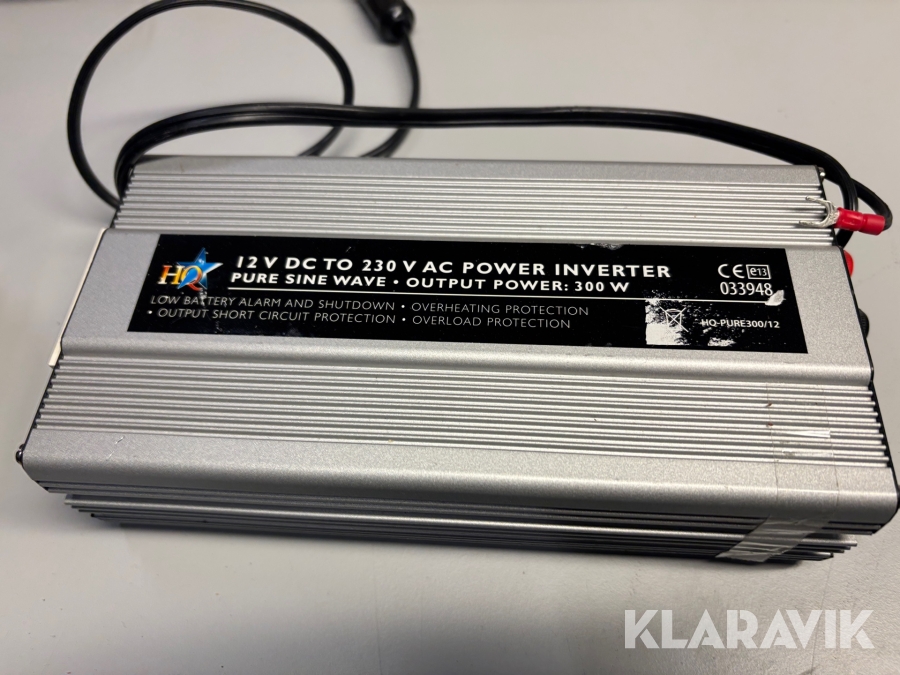 HQ
12 V DC TO 230 V AC POWER INVERTER
PURE SINE WAVE • OUTPUT POWER: 300 W
LOW BATTERY ALARM AND SHUTDOWN • OVERHEATING PROTECTION
• OUTPUT SHORT CIRCUIT PROTECTION • OVERLOAD PROTECTION
CE e13
033948
HQ-PURE300/12
KLARAVIK